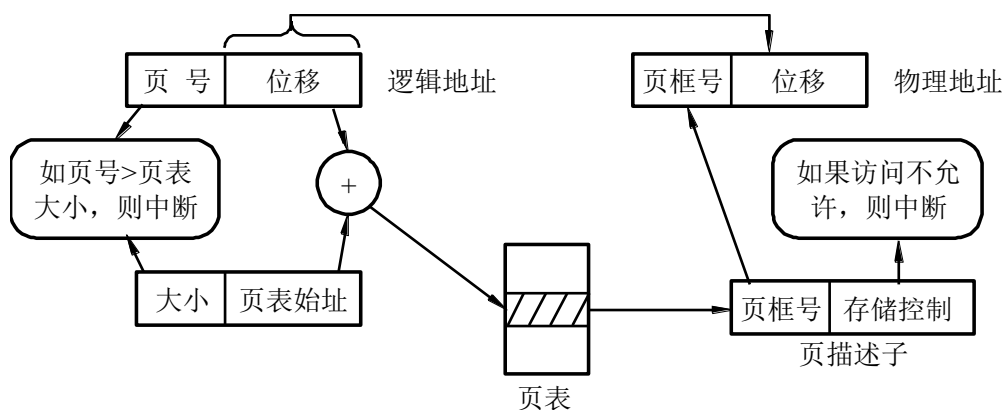 页 号 位移 逻辑地址
页框号 位移 物理地址
如页号>页表
大小，则中断
+
如果访问不允
许，则中断
大小 页表始址
页框号 存储控制
页描述子
页表